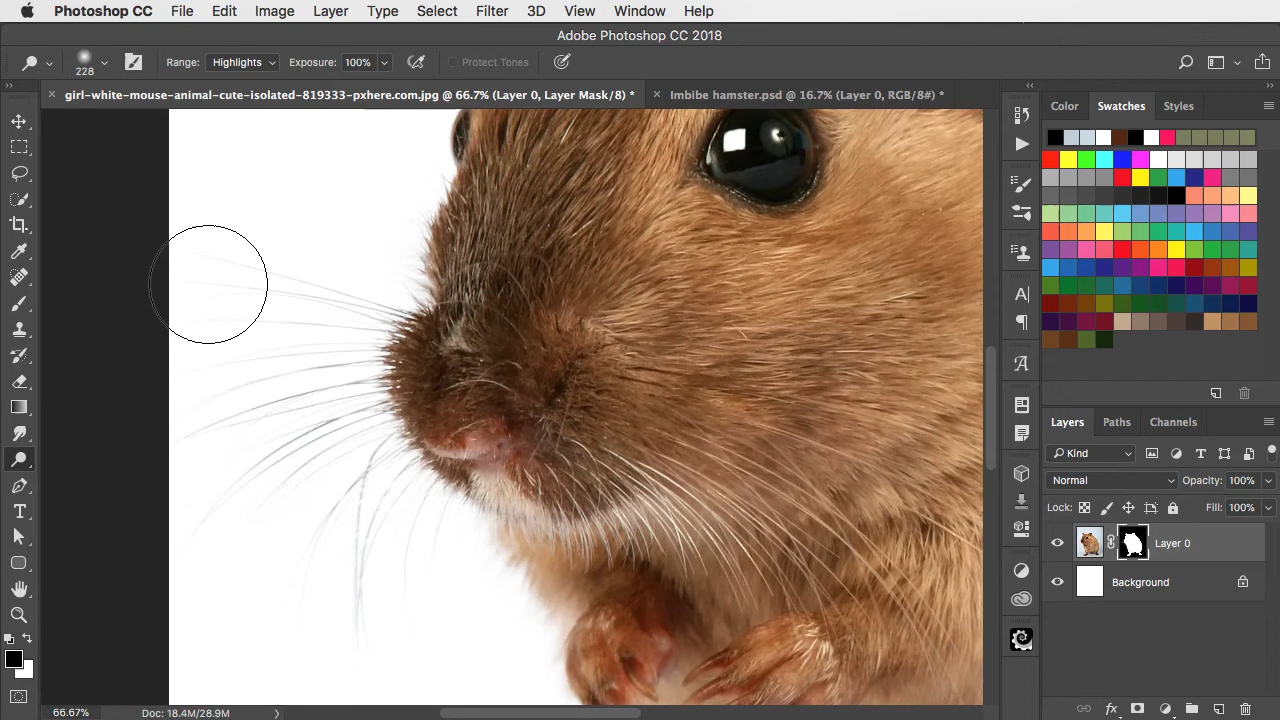 Photoshop CC File Edit Image Layer Type Select Filter 3D View Window Help
Adobe Photoshop CC 2018
228 Range: Highlights Exposure: 100% Protect Tones
girl-white-mouse-animal-cute-isolated-819333-pxhere.com.jpg @ 66.7% (Layer 0, Layer Mask/8) * Imbibe hamster.psd @ 16.7% (Layer 0, RGB/8#) *
Color Swatches Styles
Layers Paths Channels
Kind
Normal Opacity: 100%
Lock: Fill: 100%
Layer 0
Background
66.67% Doc: 18.4M/28.9M